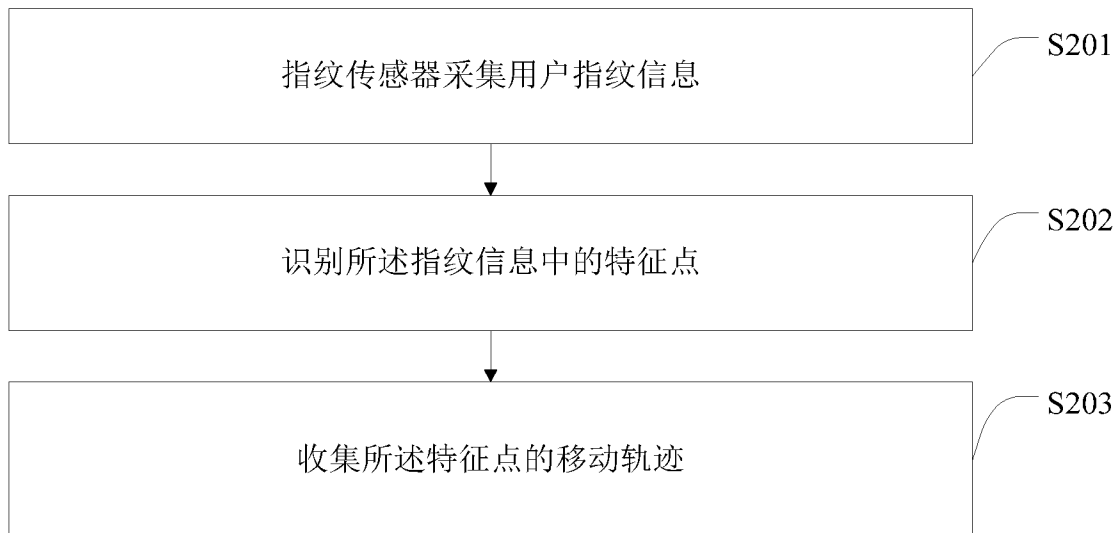 指纹传感器采集用户指纹信息
S201
识别所述指纹信息中的特征点
S202
收集所述特征点的移动轨迹
S203